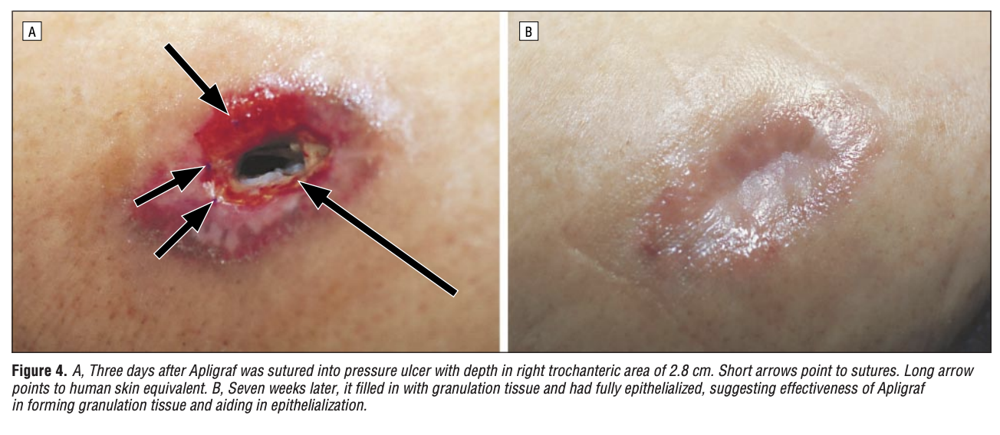 A
B
Figure 4. A, Three days after Apligraf was sutured into pressure ulcer with depth in right trochanteric area of 2.8 cm. Short arrows point to sutures. Long arrow
points to human skin equivalent. B, Seven weeks later, it filled in with granulation tissue and had fully epithelialized, suggesting effectiveness of Apligraf
in forming granulation tissue and aiding in epithelialization.